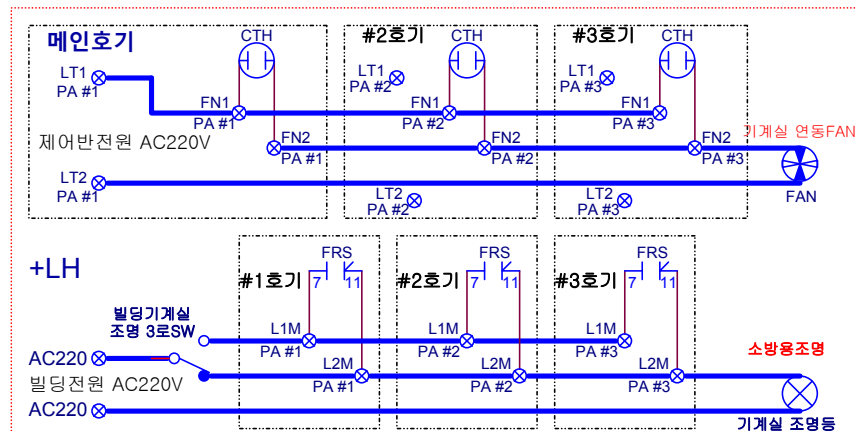 메인호기
CTH
#2호기
CTH
#3호기
CTH
LT1
PA #1
LT1
PA #2
LT1
PA #3
FN1
PA #1
FN1
PA #2
FN1
PA #3
제어반전원 AC220V
FN2
PA #1
FN2
PA #2
FN2
PA #3
기계실 연동FAN
LT2
PA #1
LT2
PA #2
LT2
PA #3
FAN
+LH
FRS
FRS
FRS
#1호기
7
11
#2호기
7
11
#3호기
7
11
빌딩기계실
조명 3로SW
L1M
PA #1
L1M
PA #2
L1M
PA #3
AC220
빌딩전원 AC220V
L2M
PA #1
L2M
PA #2
L2M
PA #3
소방용조명
AC220
기계실 조명등